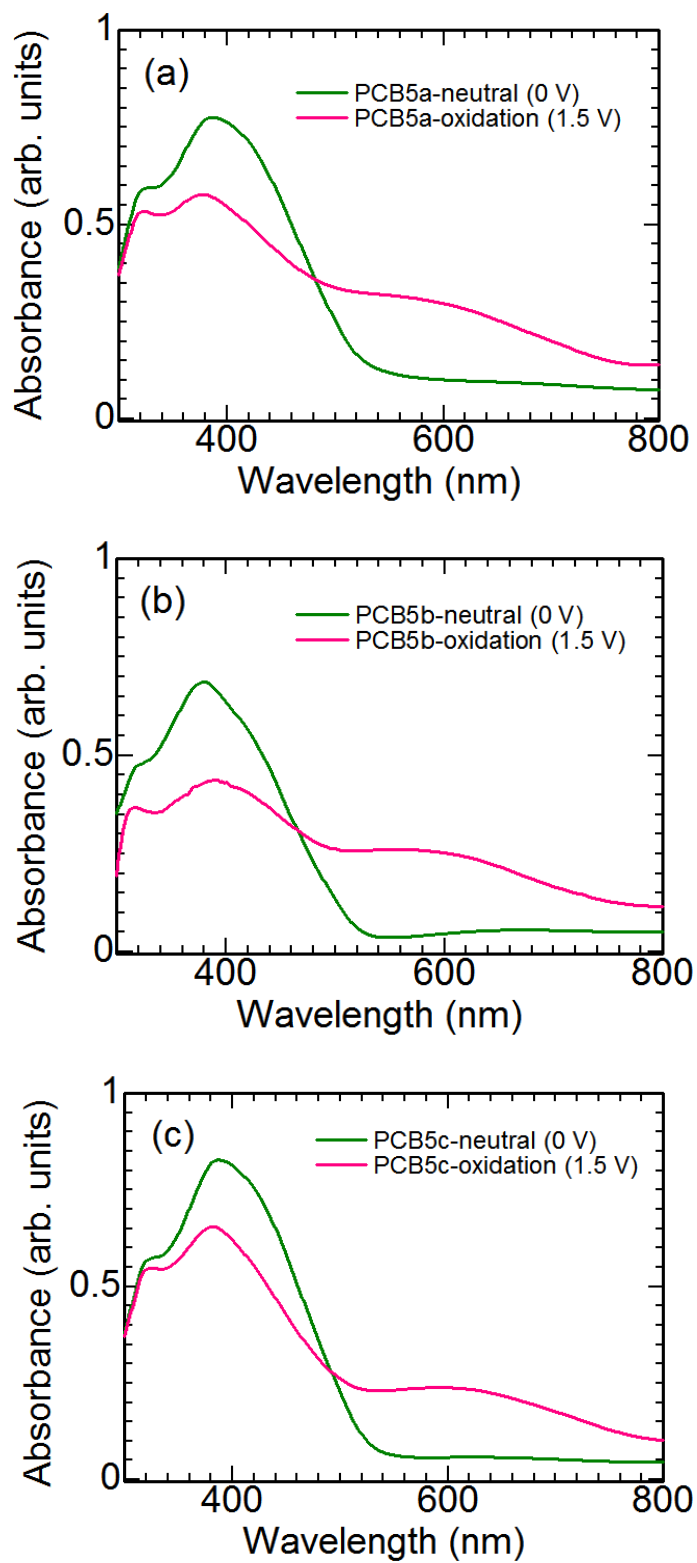 1
(a)
PCB5a-neutral (0 V)
PCB5a-oxidation (1.5 V)
0.5
0
400
600
800
Wavelength (nm)
Absorbance (arb. units)
1
(b)
PCB5b-neutral (0 V)
PCB5b-oxidation (1.5 V)
0.5
0
400
600
800
Wavelength (nm)
Absorbance (arb. units)
1
(c)
PCB5c-neutral (0 V)
PCB5c-oxidation (1.5 V)
0.5
0
400
600
800
Wavelength (nm)
Absorbance (arb. units)